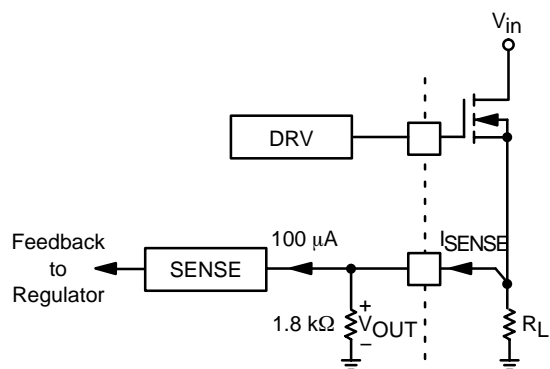 Vin
DRV
Feedback
to
Regulator
SENSE
100 μA
ISENSE
1.8 kΩ
+
VOUT
–
RL